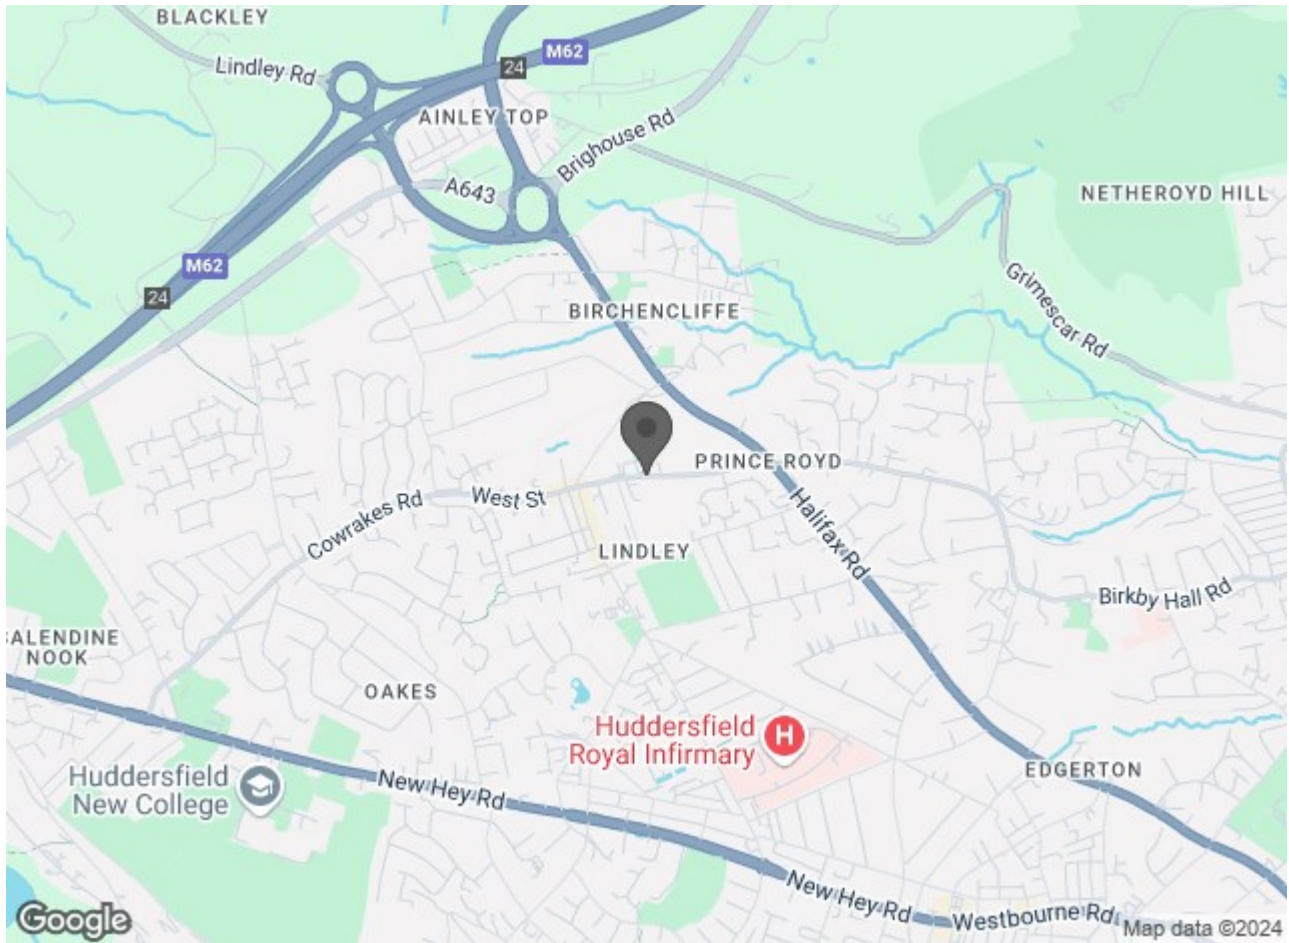 BLACKLEY
Lindley Rd
M62
24
AINLEY TOP
Brighouse Rd
A643
NETHEROYD HILL
M62
24
Grimescar Rd
BIRCHENCLIFFE
PRINCE ROYD
West St
Cowrakes Rd
Halifax Rd
LINDLEY
Birkby Hall Rd
SALENDINE
NOOK
OAKES
Huddersfield
Royal Infirmary
H
EDGERTON
Huddersfield
New College
New Hey Rd
New Hey Rd
Westbourne Rd
Google
Map data ©2024